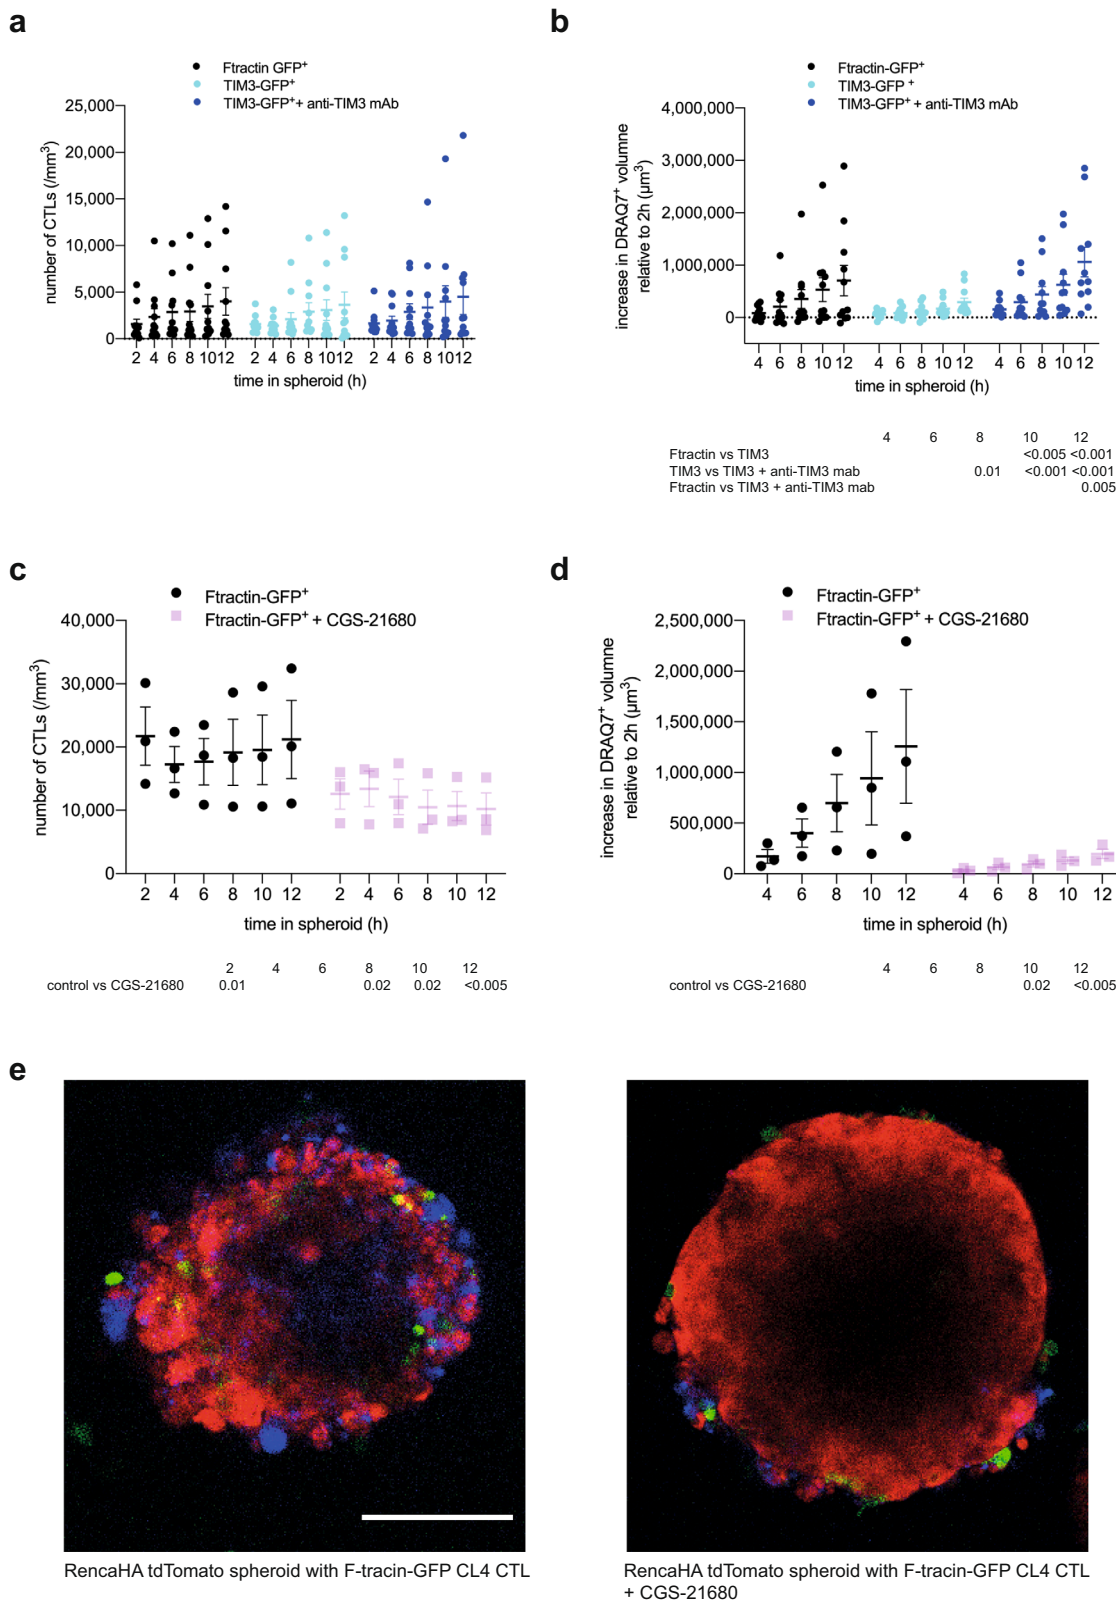 a
Ftractin GFP+
TIM3-GFP+
TIM3-GFP+ + anti-TIM3 mAb
number of CTLs (/mm3)
25,000
20,000
15,000
10,000
5,000
0
2 4 6 8 10 12 2 4 6 8 10 12 2 4 6 8 10 12
time in spheroid (h)
b
Ftractin-GFP+
TIM3-GFP +
TIM3-GFP+ + anti-TIM3 mAb
increase in DRAQ7+ volumne
relative to 2h (µm3)
4,000,000
3,000,000
2,000,000
1,000,000
0
4 6 8 10 12 4 6 8 10 12 4 6 8 10 12
time in spheroid (h)
4 6 8 10 12
Ftractin vs TIM3 <0.005 <0.001
TIM3 vs TIM3 + anti-TIM3 mab 0.01 <0.001 <0.001
Ftractin vs TIM3 + anti-TIM3 mab 0.005
c
Ftractin-GFP+
Ftractin-GFP+ + CGS-21680
number of CTLs (/mm3)
40,000
30,000
20,000
10,000
0
2 4 6 8 10 12 2 4 6 8 10 12
time in spheroid (h)
2 4 6 8 10 12
control vs CGS-21680 0.01 0.02 0.02 <0.005
d
Ftractin-GFP+
Ftractin-GFP+ + CGS-21680
increase in DRAQ7+ volumne
relative to 2h (µm3)
2,500,000
2,000,000
1,500,000
1,000,000
500,000
0
4 6 8 10 12 4 6 8 10 12
time in spheroid (h)
4 6 8 10 12
control vs CGS-21680 0.02 <0.005
e
RencaHA tdTomato spheroid with F-tracin-GFP CL4 CTL
RencaHA tdTomato spheroid with F-tracin-GFP CL4 CTL
+ CGS-21680